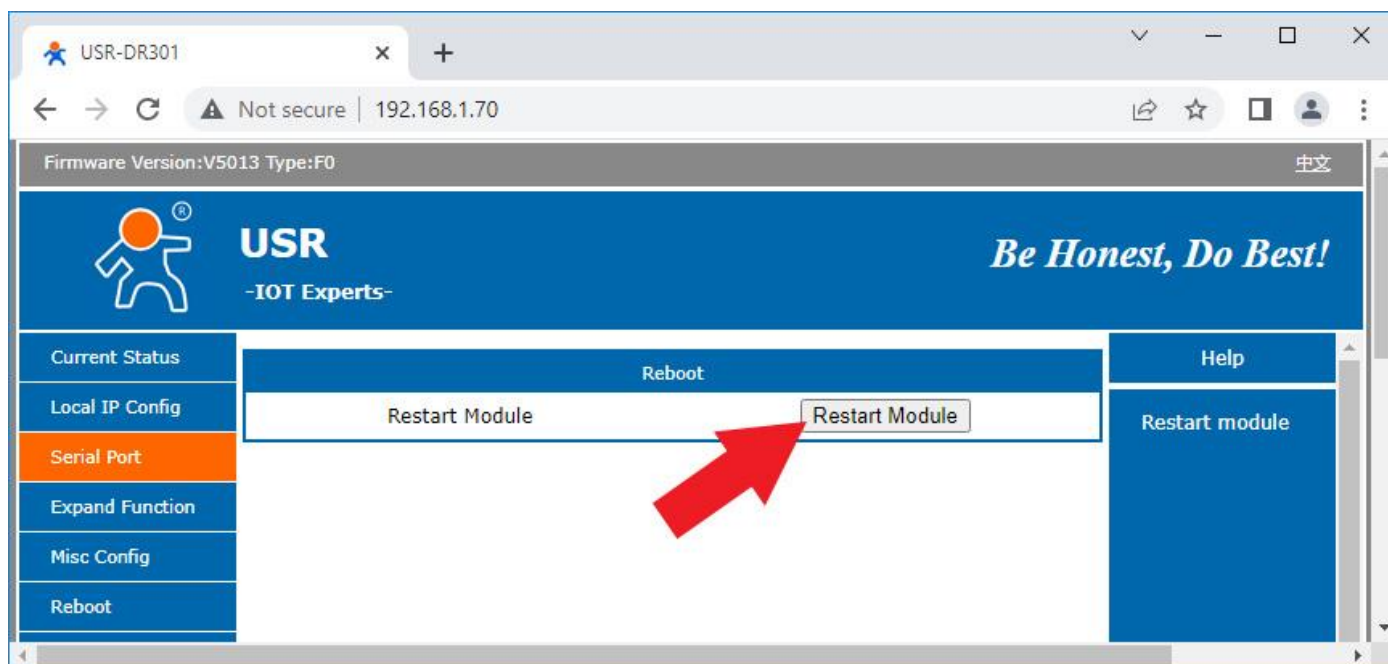 USR-DR301
Not secure | 192.168.1.70
Firmware Version:V5013 Type:F0
中文
®
USR
-IOT Experts-
Be Honest, Do Best!
Current Status
Local IP Config
Serial Port
Expand Function
Misc Config
Reboot
Reboot
Restart Module
Restart Module
Help
Restart module